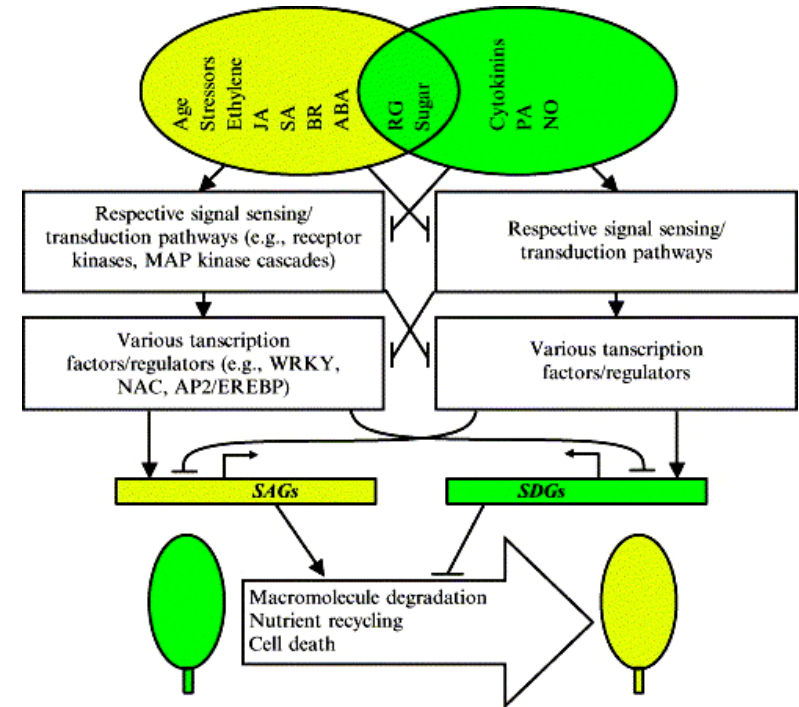 Age
Stressors
Ethylene
JA
SA
BR
ABA
RG
Sugar
Cytokinins
PA
NO
Respective signal sensing/
transduction pathways (e.g., receptor
kinases, MAP kinase cascades)
Respective signal sensing/
transduction pathways
Various tanscription
factors/regulators (e.g., WRKY,
NAC, AP2/EREBP)
Various tanscription
factors/regulators
SAGs
SDGs
Macromolecule degradation
Nutrient recycling
Cell death